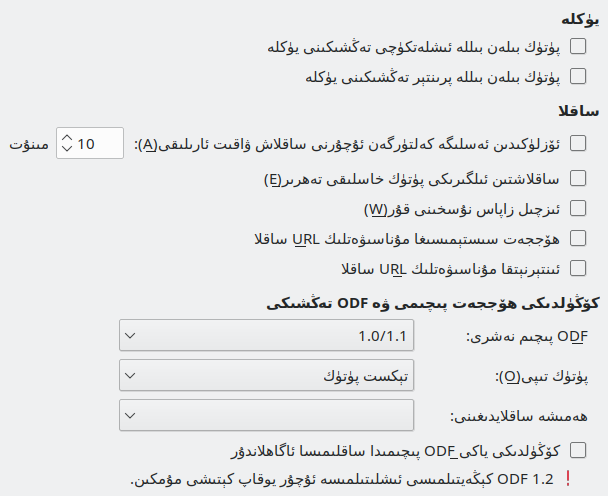 يۈكلە
پۈتۈك بىلەن بىللە ئىشلەتكۈچى تەڭشىكىنى يۈكلە
پۈتۈك بىلەن بىللە پرىنتېر تەڭشىكىنى يۈكلە
ساقلا
ئۆزلۈكىدىن ئەسلىگە كەلتۈرگەن ئۇچۇرنى ساقلاش ۋاقىت ئارىلىقى(A): 10 مىنۇت
ساقلاشتىن ئىلگىرىكى پۈتۈك خاسلىقى تەھرىر(E)
ئىزچىل زاپاس نۇسخىنى قۇر(W)
ھۆججەت سىستېمىسىغا مۇناسىۋەتلىك URL ساقلا
ئىنتېرنېتقا مۇناسىۋەتلىك URL ساقلا
كۆڭۈلدىكى ھۆججەت پىچىمى ۋە ODF تەڭشىكى
ODF پىچىم نەشرى: 1.0/1.1
پۈتۈك تىپى(O): تېكست پۈتۈك
ھەمىشە ساقلايدىغىنى:
كۆڭۈلدىكى ياكى ODF پىچىمىدا ساقلىمىسا ئاگاھلاندۇر
ODF 1.2 كېڭەيتىلمىسى ئىشلىتىلمىسە ئۇچۇر يوقاپ كېتىشى مۇمكىن.